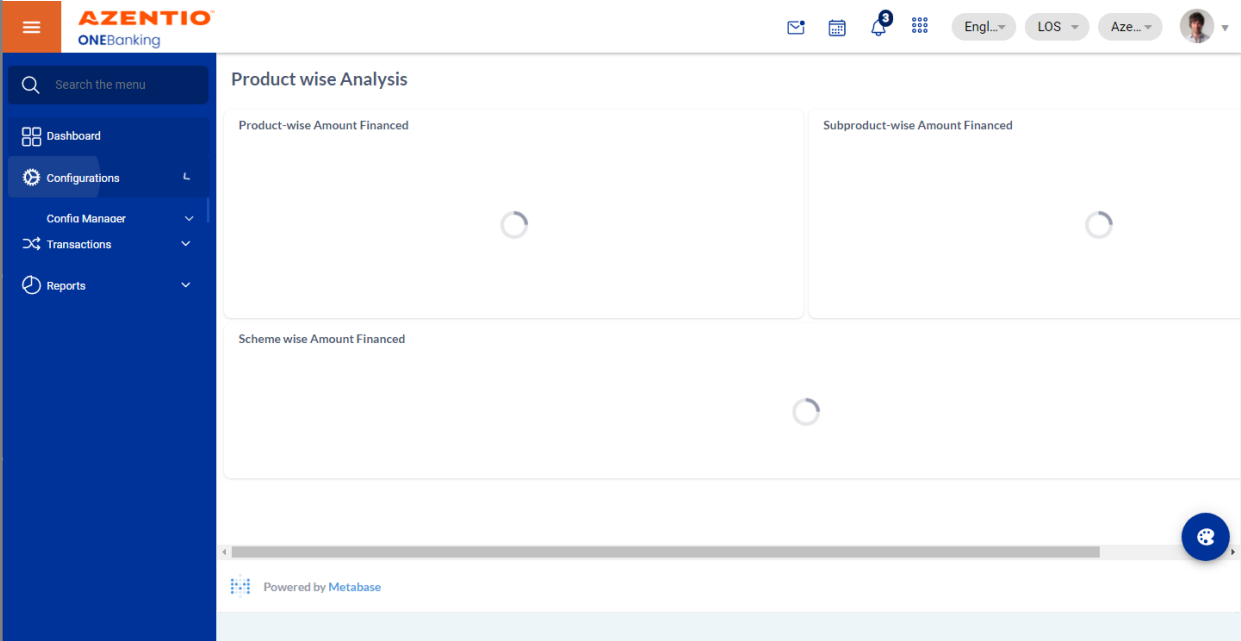 AZENTIO™
ONEBanking
3
Engl...
LOS
Aze...
Search the menu
Dashboard
Configurations
Config Manager
Transactions
Reports
Product wise Analysis
Product-wise Amount Financed
Subproduct-wise Amount Financed
Scheme wise Amount Financed
Powered by Metabase